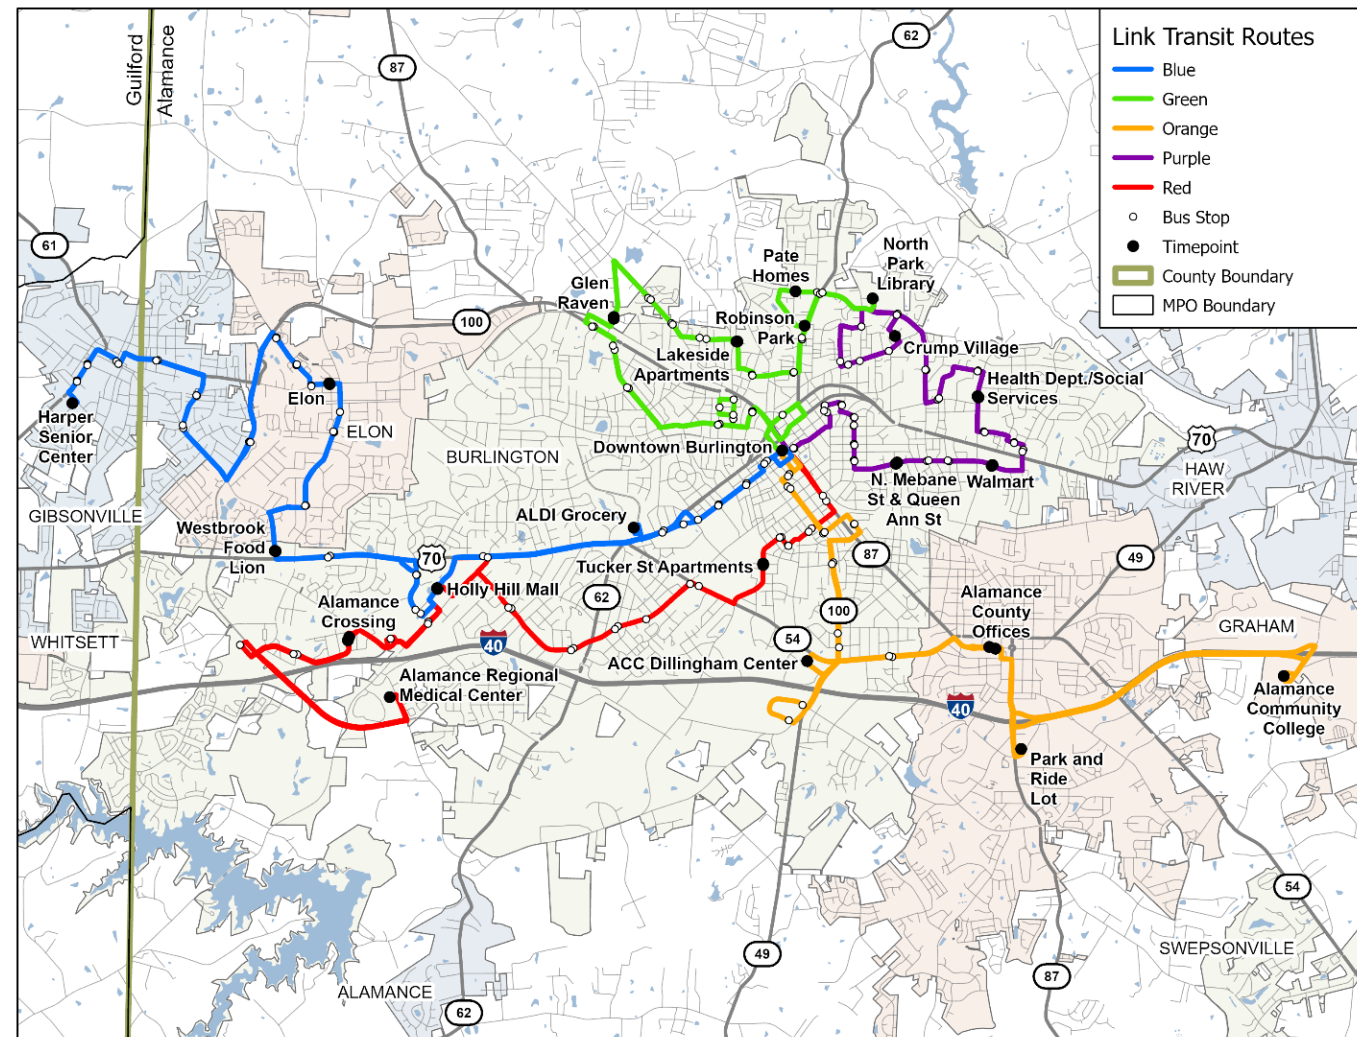 Link Transit Routes
Blue
Green
Orange
Purple
Red
Bus Stop
Timepoint
County Boundary
MPO Boundary
Guilford
Alamance
87
62
61
100
Glen
Raven
Pate
Homes
North
Park
Library
Robinson
Park
Lakeside
Apartments
Crump Village
Health Dept./Social
Services
Elon
ELON
Harper
Senior
Center
BURLINGTON
Downtown Burlington
70
HAW
RIVER
N. Mebane
St & Queen
Ann St
Walmart
GIBSONVILLE
Westbrook
Food
Lion
ALDI Grocery
70
87
49
Tucker St Apartments
Holly Hill Mall
62
100
Alamance
Crossing
Alamance
County
Offices
WHITSETT
40
54
GRAHAM
ACC Dillingham Center
Alamance Regional
Medical Center
40
Alamance
Community
College
Park and
Ride
Lot
54
49
SWEPSONVILLE
87
ALAMANCE
62